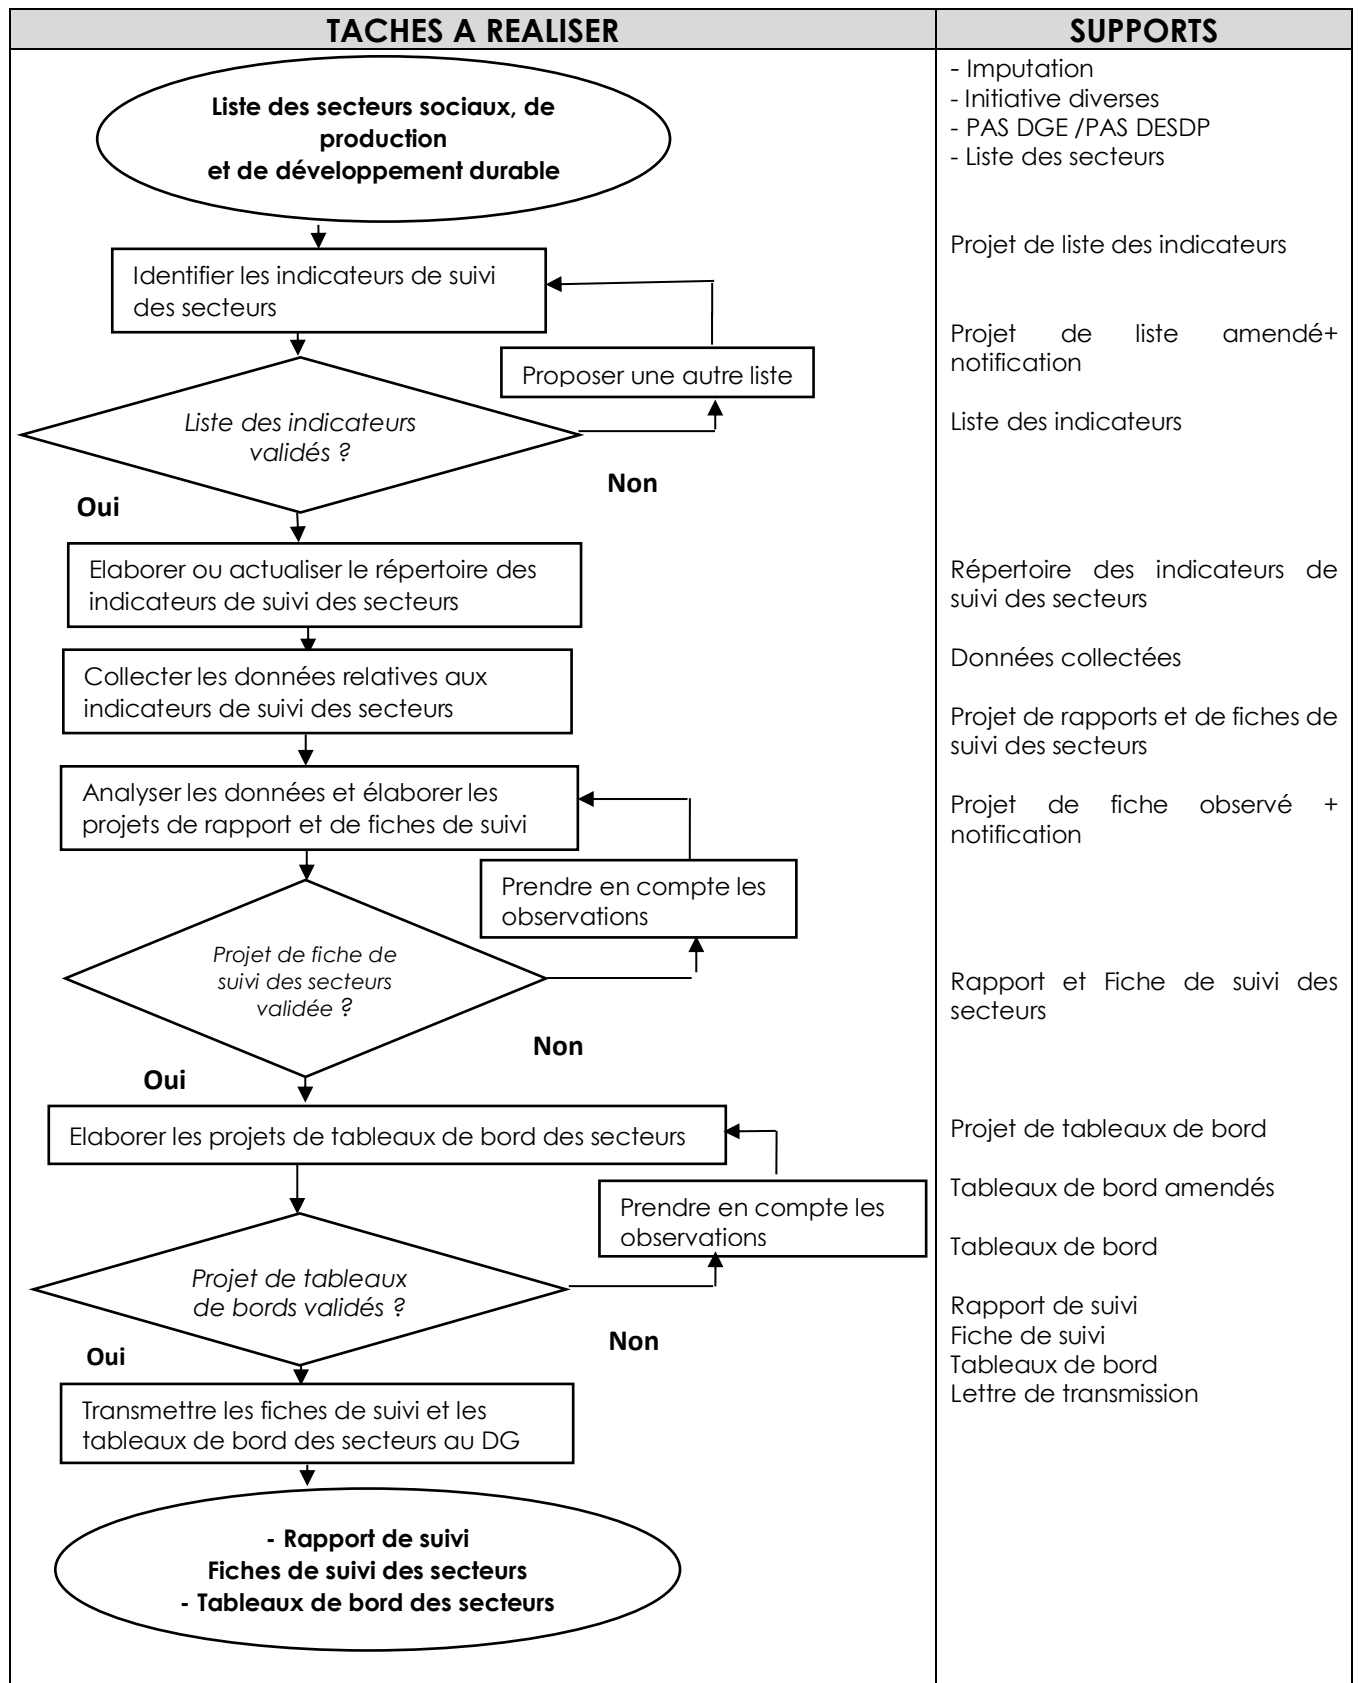 TACHES A REALISER
SUPPORTS
Liste des secteurs sociaux, de
production
et de développement durable
- Imputation
- Initiative diverses
- PAS DGE /PAS DESDP
- Liste des secteurs
Identifier les indicateurs de suivi
des secteurs
Projet de liste des indicateurs
Proposer une autre liste
Projet de liste amendé+
notification
Liste des indicateurs
validés ?
Liste des indicateurs
Non
Oui
Elaborer ou actualiser le répertoire des
indicateurs de suivi des secteurs
Répertoire des indicateurs de
suivi des secteurs
Collecter les données relatives aux
indicateurs de suivi des secteurs
Données collectées
Projet de rapports et de fiches de
suivi des secteurs
Analyser les données et élaborer les
projets de rapport et de fiches de suivi
Projet de fiche observé +
notification
Prendre en compte les
observations
Projet de fiche de
suivi des secteurs
validée ?
Rapport et Fiche de suivi des
secteurs
Non
Oui
Elaborer les projets de tableaux de bord des secteurs
Projet de tableaux de bord
Prendre en compte les
observations
Tableaux de bord amendés
Tableaux de bord
Projet de tableaux
de bords validés ?
Rapport de suivi
Fiche de suivi
Tableaux de bord
Lettre de transmission
Non
Oui
Transmettre les fiches de suivi et les
tableaux de bord des secteurs au DG
- Rapport de suivi
Fiches de suivi des secteurs
- Tableaux de bord des secteurs